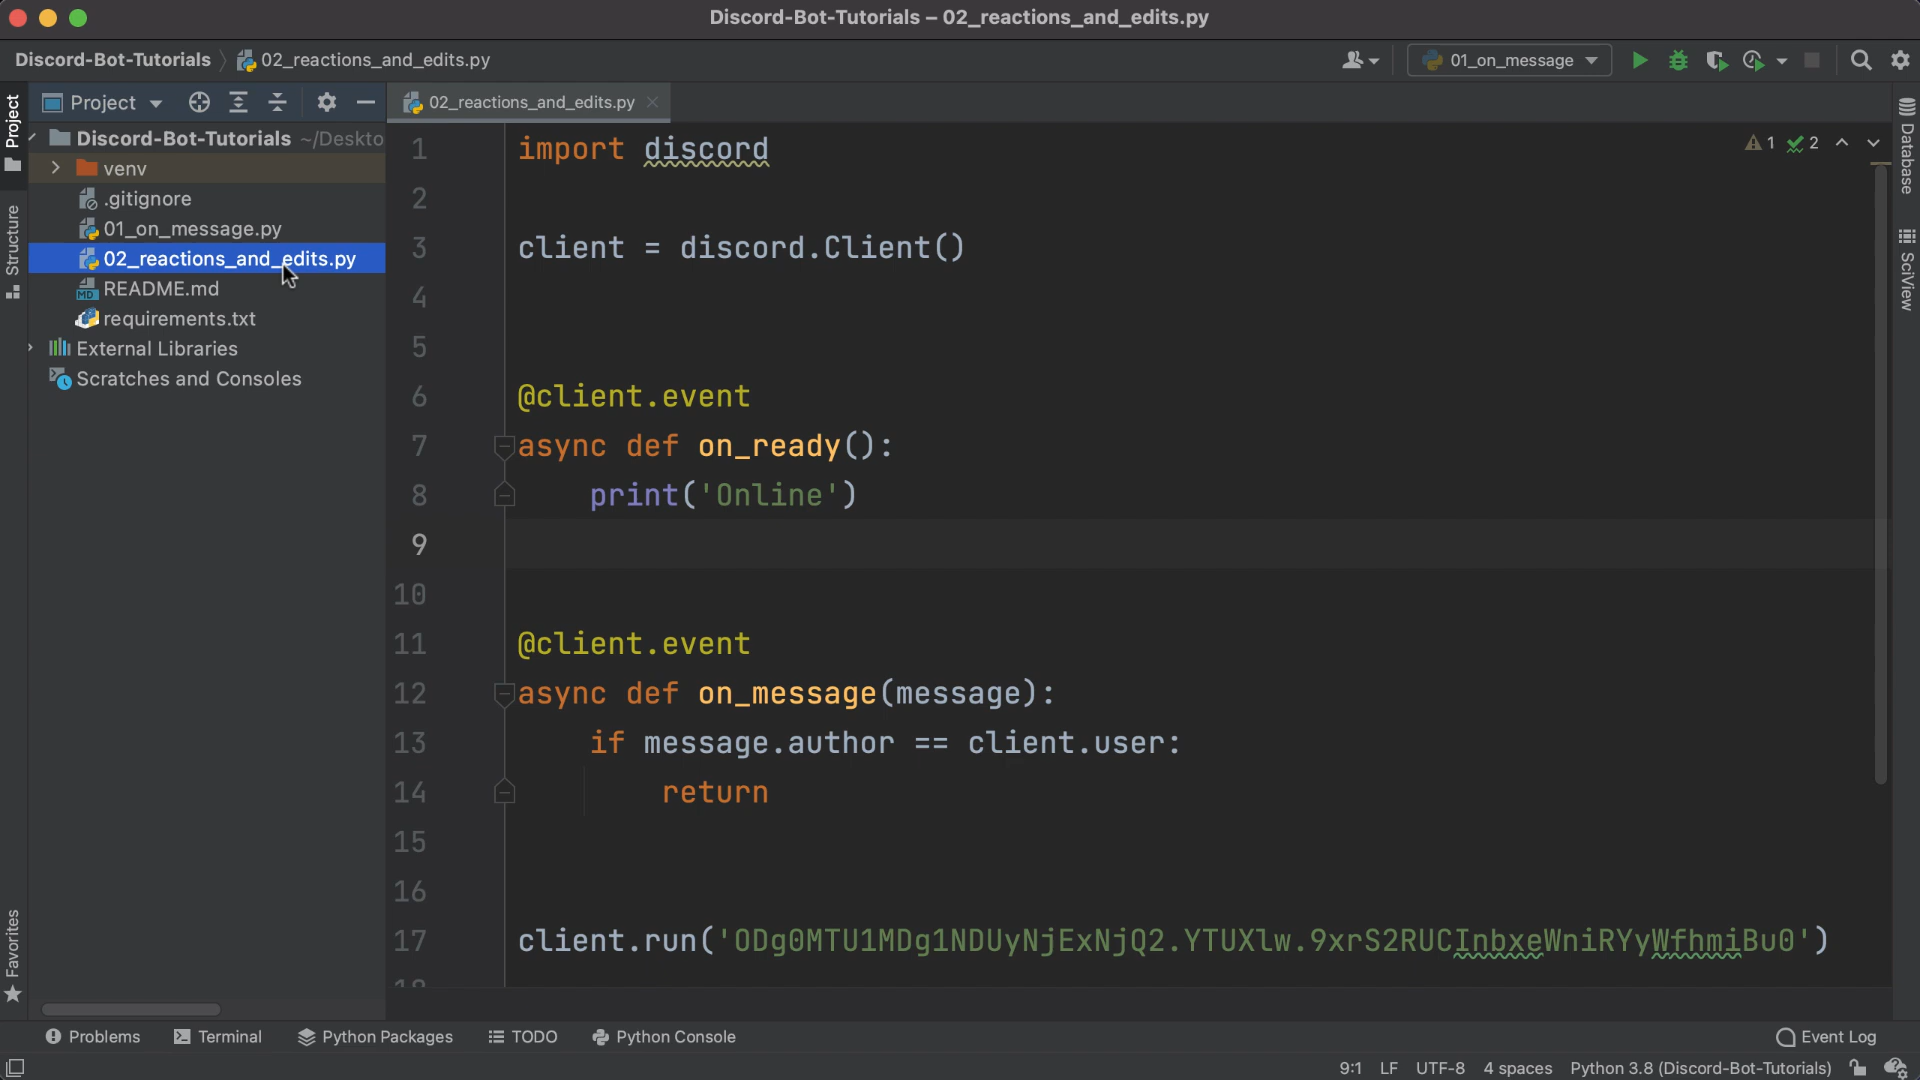 Discord-Bot-Tutorials – 02_reactions_and_edits.py
Discord-Bot-Tutorials 02_reactions_and_edits.py
01_on_message
Project
02_reactions_and_edits.py
Discord-Bot-Tutorials ~/Deskto
venv
.gitignore
01_on_message.py
02_reactions_and_edits.py
README.md
requirements.txt
External Libraries
Scratches and Consoles
Project
Structure
Favorites
1 import discord
2
3 client = discord.Client()
4
5
6 @client.event
7 async def on_ready():
8 print('Online')
9
10
11 @client.event
12 async def on_message(message):
13 if message.author == client.user:
14 return
15
16
17 client.run('ODg0MTU1MDg1NDUyNjExNjQ2.YTUXlw.9xrS2RUCInbxeWniRYyWfhmiBu0')
1 2
Database
SciView
Problems
Terminal
Python Packages
TODO
Python Console
Event Log
9:1 LF UTF-8 4 spaces Python 3.8 (Discord-Bot-Tutorials)